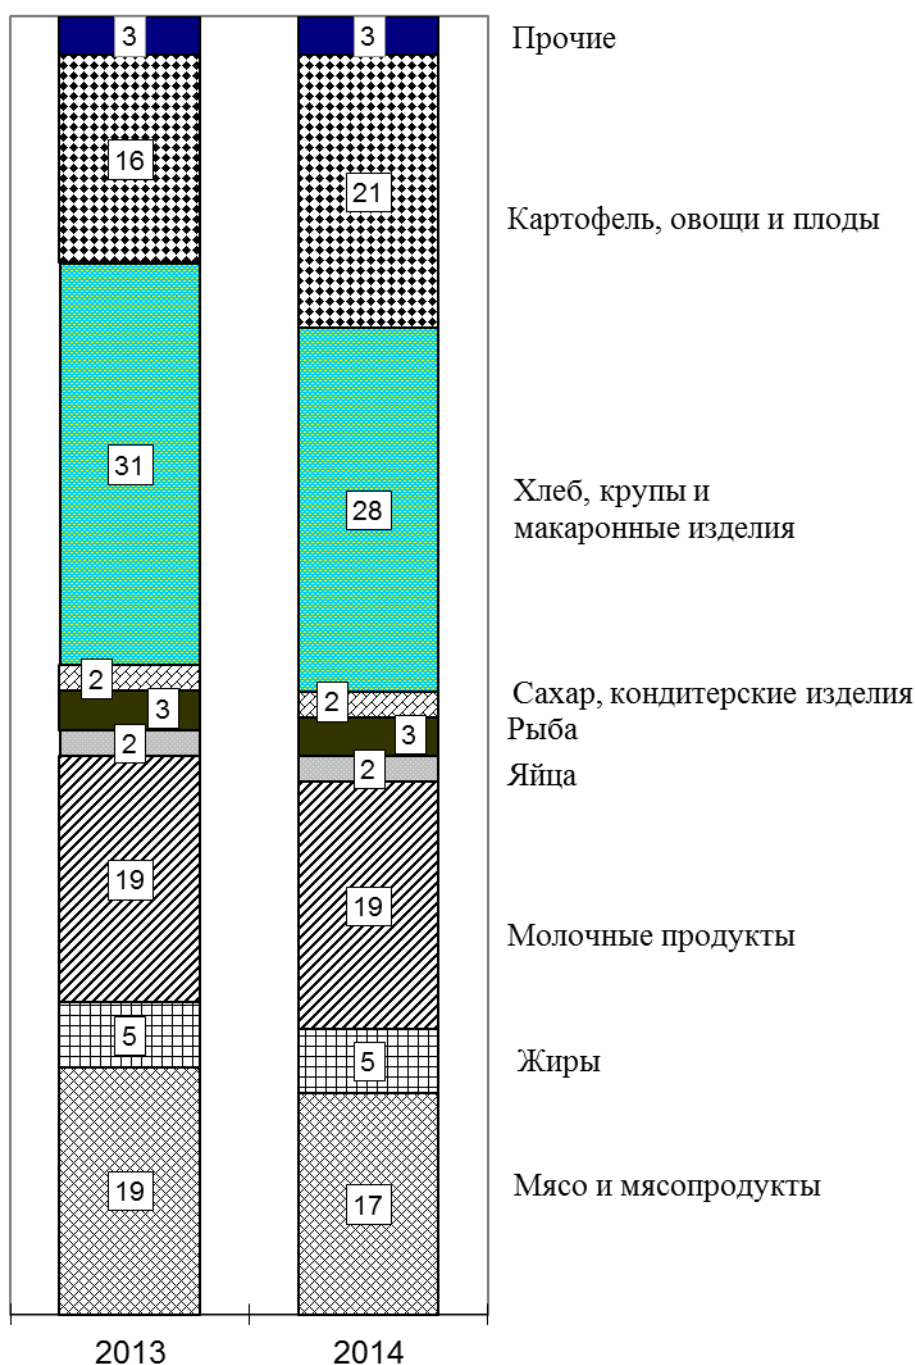 3 3 Прочие
16
21
Картофель, овощи и плоды
31
28
Хлеб, крупы и
макаронные изделия
2
2
Сахар, кондитерские изделия
3
3
Рыба
2
2
Яйца
19
19
Молочные продукты
5
5
Жиры
19
17
Мясо и мясопродукты
2013 2014